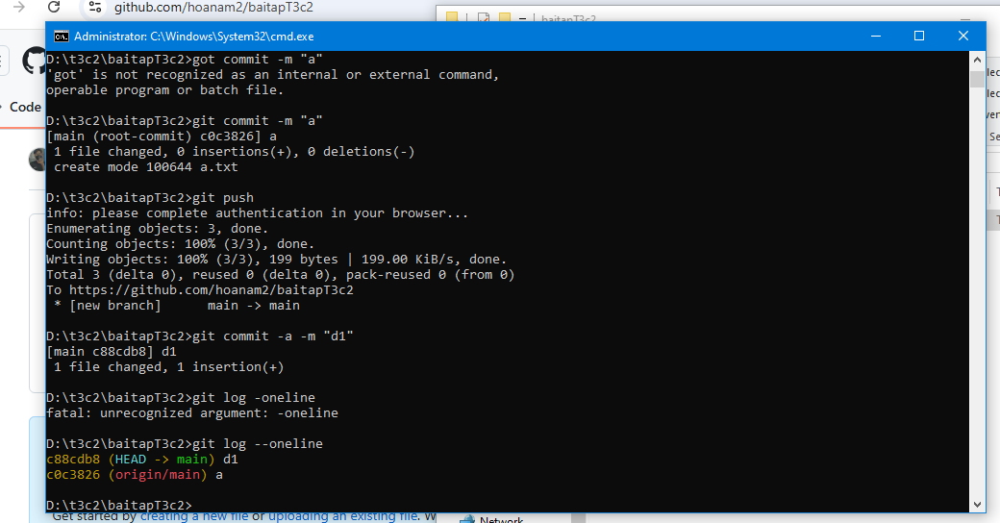 github.com/hoanam2/baitapT3c2
baitapT3c2
Administrator: C:\Windows\System32\cmd.exe
D:\t3c2\baitapT3c2>got commit -m "a"
'got' is not recognized as an internal or external command,
operable program or batch file.
D:\t3c2\baitapT3c2>git commit -m "a"
[main (root-commit) c0c3826] a
1 file changed, 0 insertions(+), 0 deletions(-)
create mode 100644 a.txt
D:\t3c2\baitapT3c2>git push
info: please complete authentication in your browser...
Enumerating objects: 3, done.
Counting objects: 100% (3/3), done.
Writing objects: 100% (3/3), 199 bytes | 199.00 KiB/s, done.
Total 3 (delta 0), reused 0 (delta 0), pack-reused 0 (from 0)
To https://github.com/hoanam2/baitapT3c2
* [new branch]      main -> main
D:\t3c2\baitapT3c2>git commit -a -m "d1"
[main c88cdb8] d1
1 file changed, 1 insertion(+)
D:\t3c2\baitapT3c2>git log -oneline
fatal: unrecognized argument: -oneline
D:\t3c2\baitapT3c2>git log --oneline
c88cdb8 (HEAD -> main) d1
c0c3826 (origin/main) a
D:\t3c2\baitapT3c2>
Code
Get started by creating a new file or uploading an existing file. W
Network